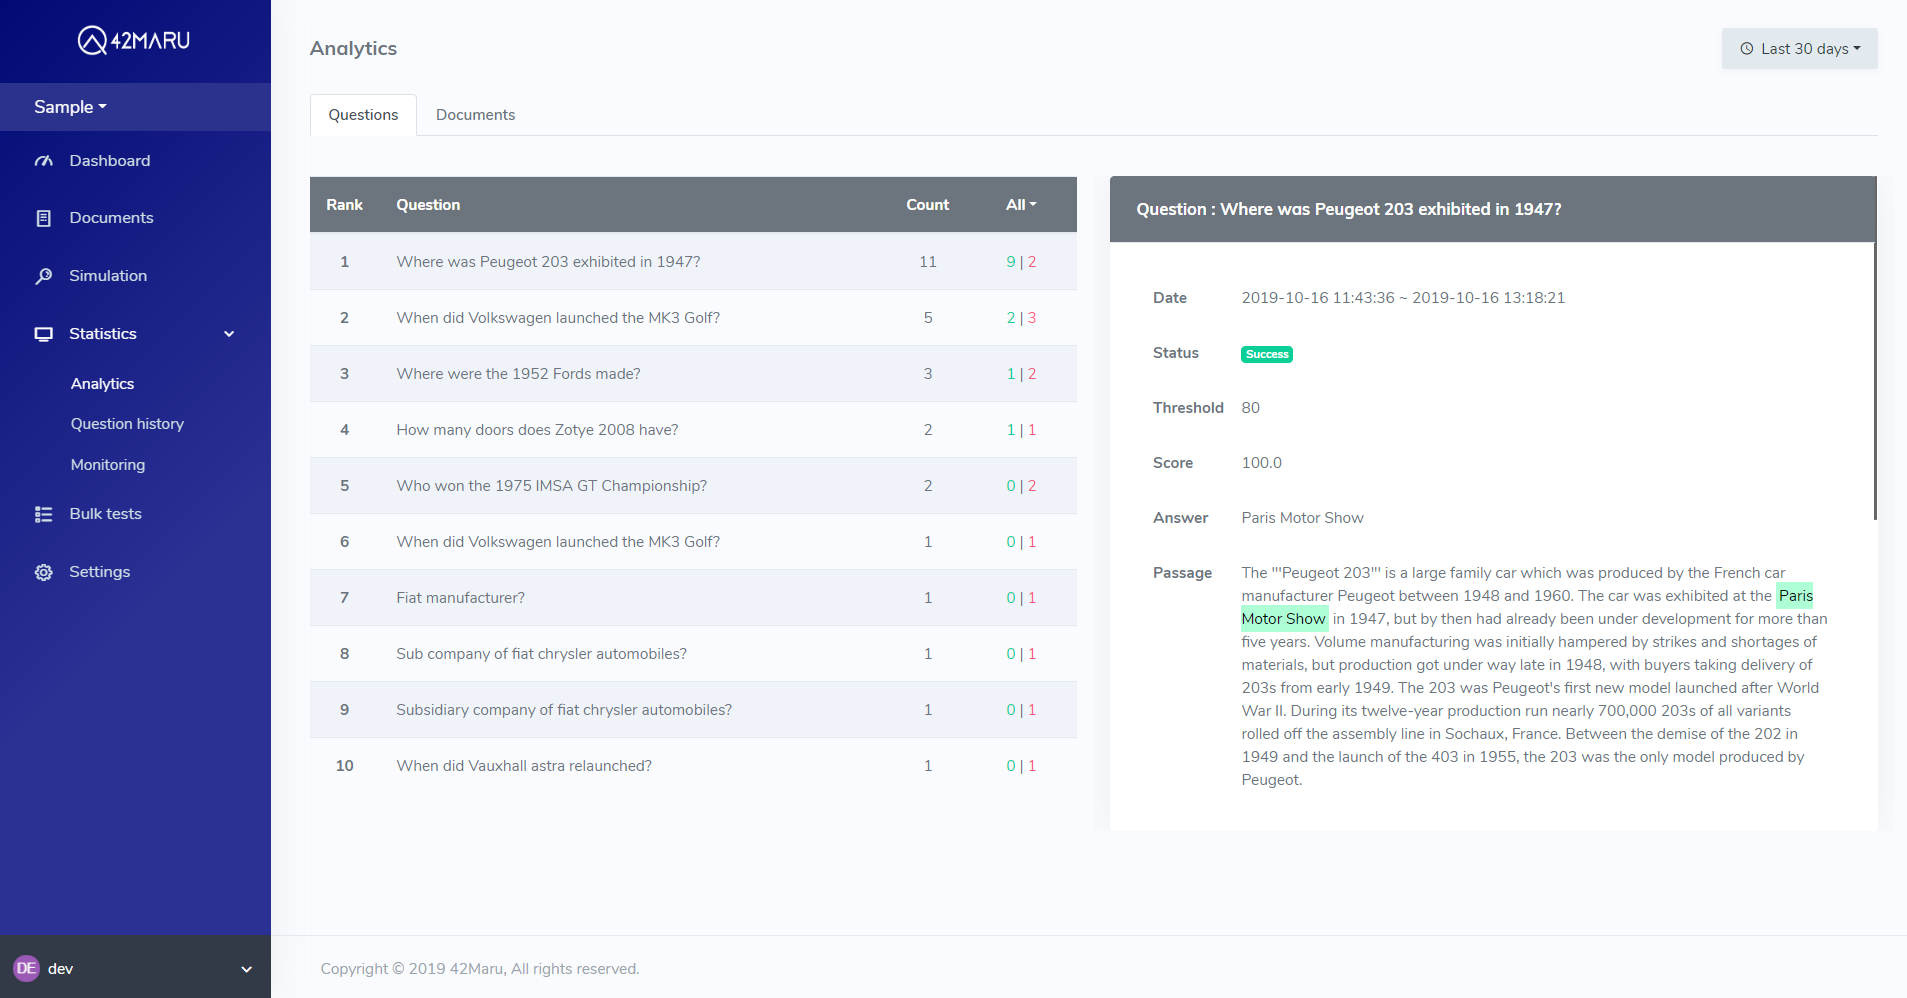 42MARU
Sample
Dashboard
Documents
Simulation
Statistics
Analytics
Question history
Monitoring
Bulk tests
Settings
DE dev
Analytics
Last 30 days
Questions Documents
Rank Question Count All
1 Where was Peugeot 203 exhibited in 1947? 11 9 | 2
2 When did Volkswagen launched the MK3 Golf? 5 2 | 3
3 Where were the 1952 Fords made? 3 1 | 2
4 How many doors does Zotye 2008 have? 2 1 | 1
5 Who won the 1975 IMSA GT Championship? 2 0 | 2
6 When did Volkswagen launched the MK3 Golf? 1 0 | 1
7 Fiat manufacturer? 1 0 | 1
8 Sub company of fiat chrysler automobiles? 1 0 | 1
9 Subsidiary company of fiat chrysler automobiles? 1 0 | 1
10 When did Vauxhall astra relaunched? 1 0 | 1
Question : Where was Peugeot 203 exhibited in 1947?
Date 2019-10-16 11:43:36 ~ 2019-10-16 13:18:21
Status Success
Threshold 80
Score 100.0
Answer Paris Motor Show
Passage The "'Peugeot 203"' is a large family car which was produced by the French car
manufacturer Peugeot between 1948 and 1960. The car was exhibited at the Paris
Motor Show in 1947, but by then had already been under development for more than
five years. Volume manufacturing was initially hampered by strikes and shortages of
materials, but production got under way late in 1948, with buyers taking delivery of
203s from early 1949. The 203 was Peugeot's first new model launched after World
War II. During its twelve-year production run nearly 700,000 203s of all variants
rolled off the assembly line in Sochaux, France. Between the demise of the 202 in
1949 and the launch of the 403 in 1955, the 203 was the only model produced by
Peugeot.
Copyright © 2019 42Maru, All rights reserved.